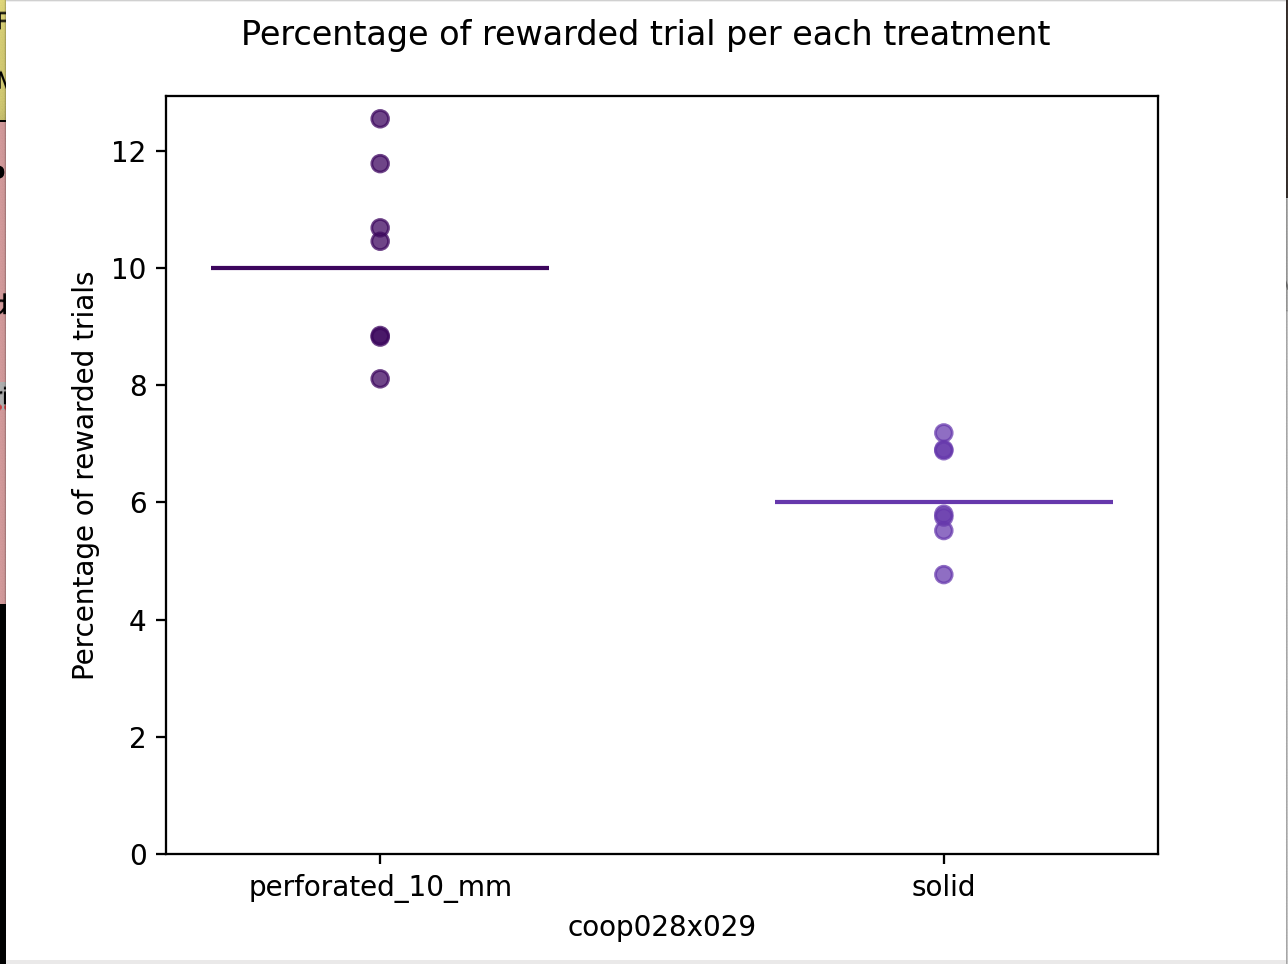 Percentage of rewarded trial per each treatment
Percentage of rewarded trials
12
10
8
6
4
2
0
perforated_10_mm
solid
coop028x029